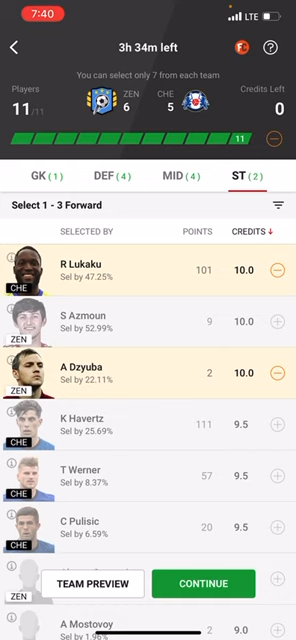 7:40
LTE
3h 34m left
You can select only 7 from each team
Players
11/11
ZEN
6
CHE
5
Credits Left
0
11
GK (1)
DEF (4)
MID (4)
ST (2)
Select 1 - 3 Forward
SELECTED BY
POINTS
CREDITS
R Lukaku
Sel by 47.25%
101
10.0
CHE
S Azmoun
Sel by 52.99%
9
10.0
ZEN
A Dzyuba
Sel by 22.11%
2
10.0
ZEN
K Havertz
Sel by 25.69%
111
9.5
CHE
T Werner
Sel by 8.37%
57
9.5
CHE
C Pulisic
Sel by 6.59%
20
9.5
CHE
ZEN
TEAM PREVIEW
CONTINUE
A Mostovoy
Sel by 1.96%
2
9.0